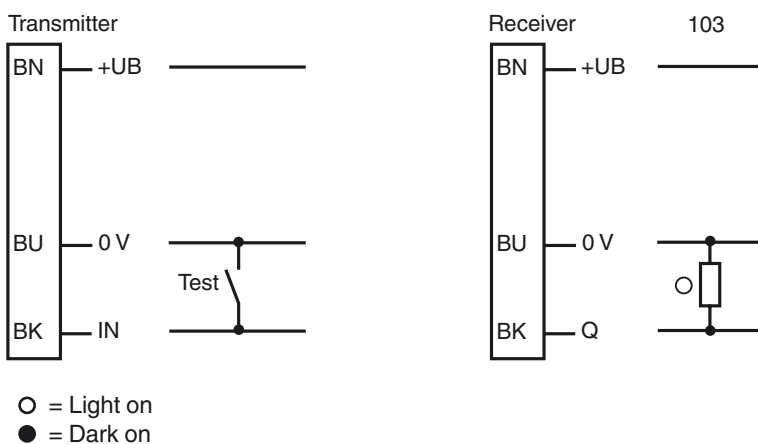 Transmitter
BN +UB
BU 0 V
Test
BK IN
Receiver 103
BN +UB
BU 0 V
BK Q
= Light on
= Dark on